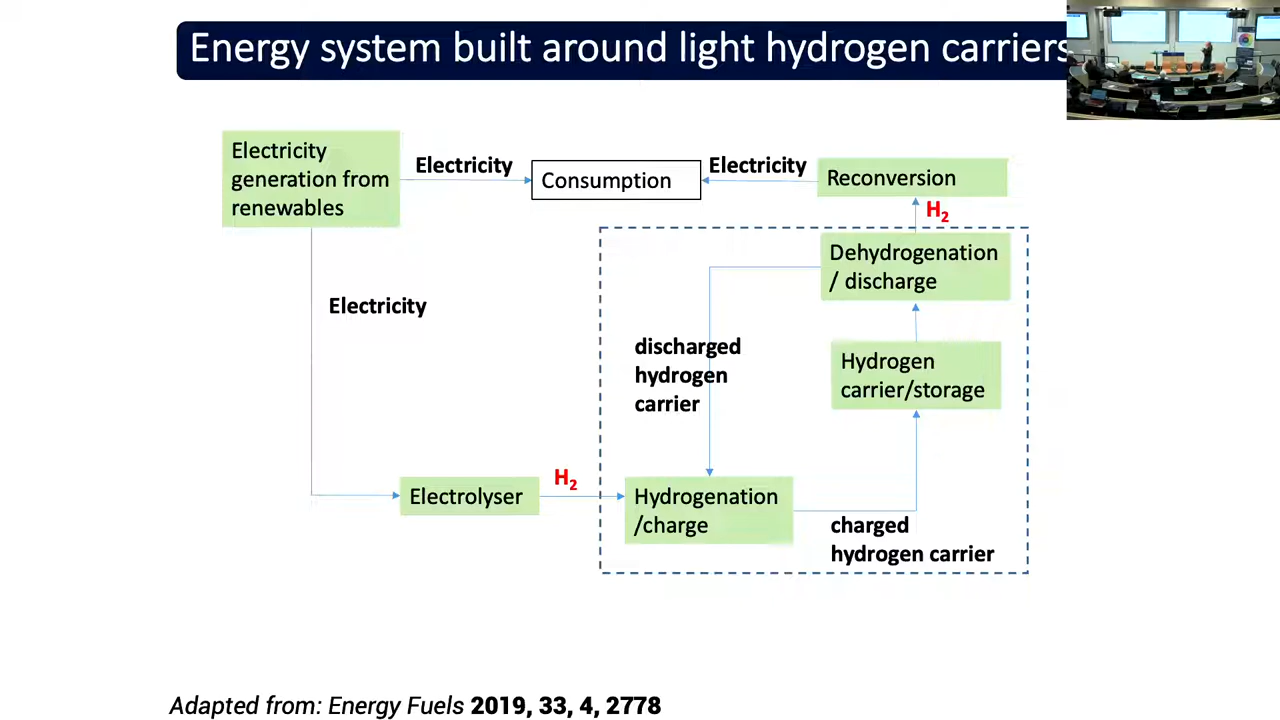 Energy system built around light hydrogen carriers
Electricity
generation from
renewables
Electricity
Consumption
Electricity
Reconversion
H₂
Dehydrogenation
/ discharge
Electricity
discharged
hydrogen
carrier
Hydrogen
carrier/storage
Electrolyser
H₂
Hydrogenation
/charge
charged
hydrogen carrier
Adapted from: Energy Fuels 2019, 33, 4, 2778